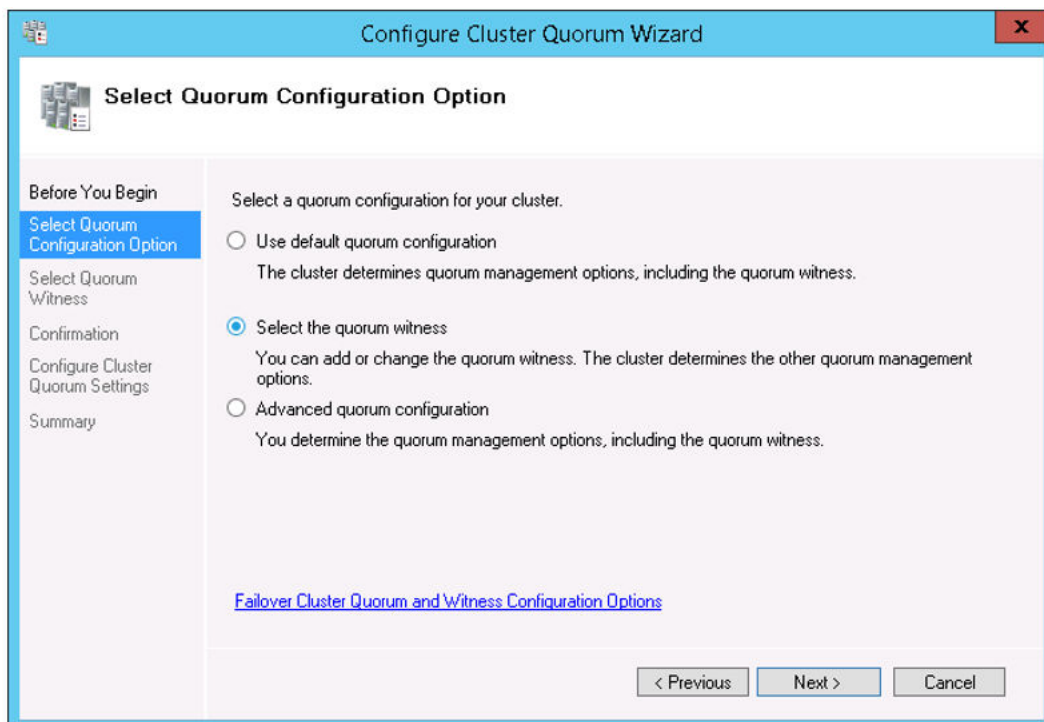 Configure Cluster Quorum Wizard
X
Select Quorum Configuration Option
Before You Begin
Select Quorum
Configuration Option
Select Quorum
Witness
Confirmation
Configure Cluster
Quorum Settings
Summary
Select a quorum configuration for your cluster.
Use default quorum configuration
The cluster determines quorum management options, including the quorum witness.
Select the quorum witness
You can add or change the quorum witness. The cluster determines the other quorum management
options.
Advanced quorum configuration
You determine the quorum management options, including the quorum witness.
Failover Cluster Quorum and Witness Configuration Options
< Previous
Next >
Cancel